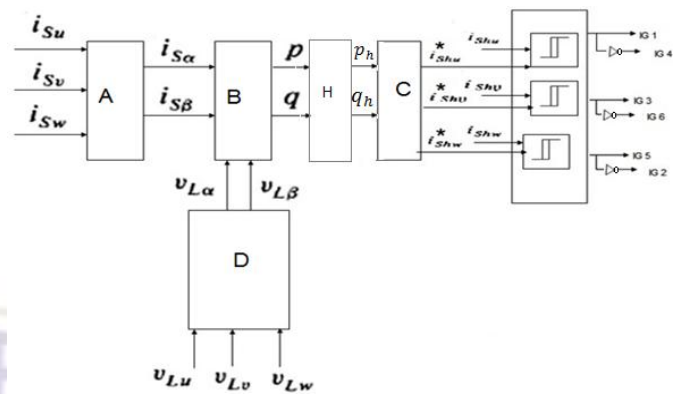 i_Su
i_Sv
i_Sw
A
i_Sα
i_Sβ
B
p
q
H
p_h
q_h
C
i_Shu
i*_Shu
i_Shv
i*_Shv
i_Shw
i*_Shw
IG 1
IG 4
IG 3
IG 6
IG 5
IG 2
v_Lα
v_Lβ
D
v_Lu
v_Lv
v_Lw